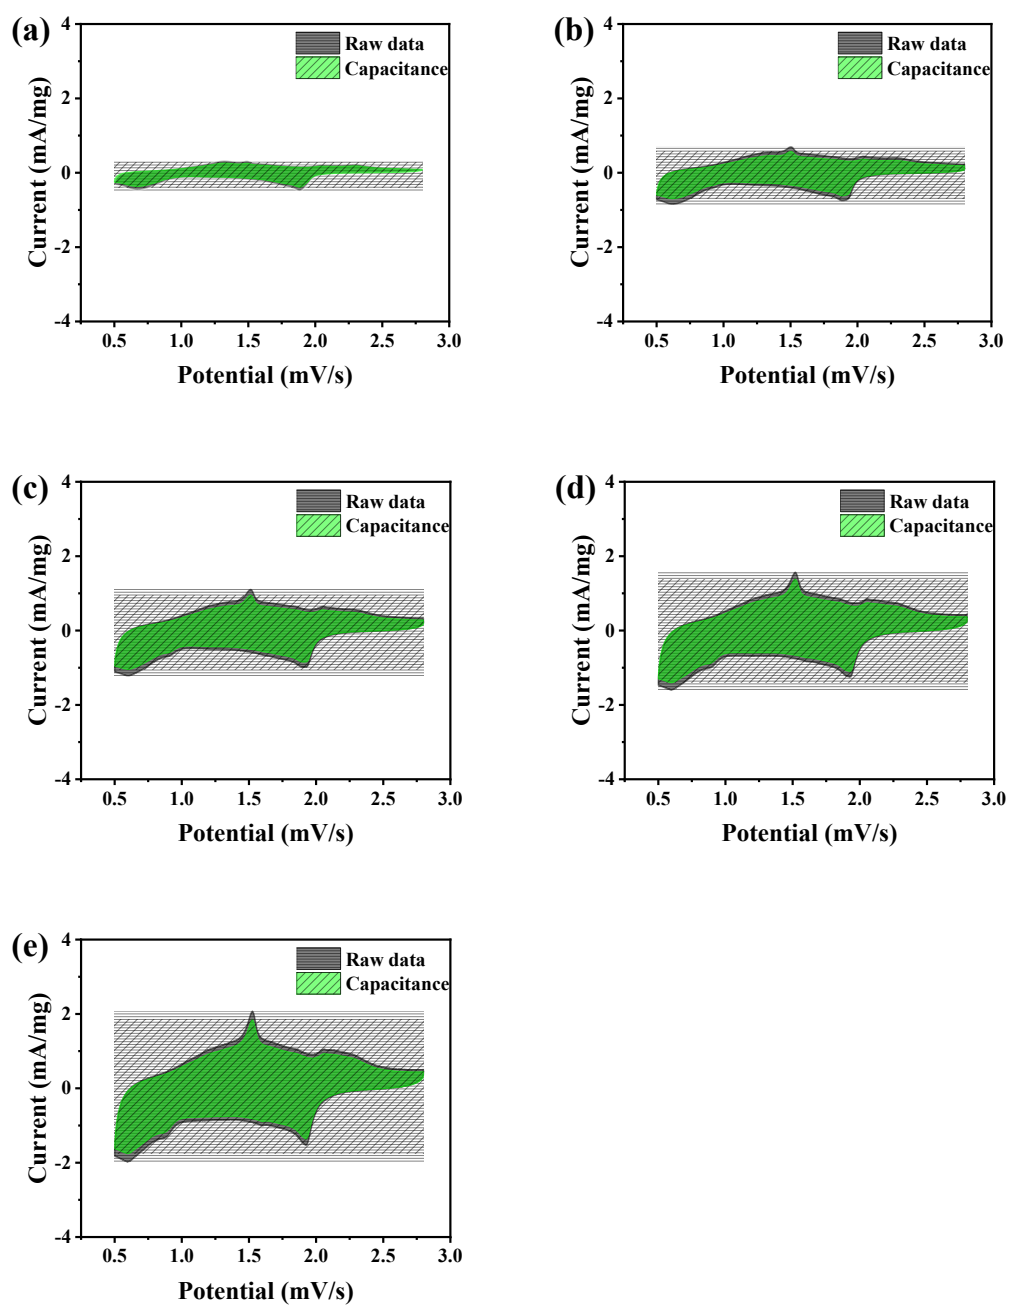 (a)
Raw data
Capacitance
Current (mA/mg)
4
2
0
-2
-4
0.5 1.0 1.5 2.0 2.5 3.0
Potential (mV/s)
(b)
Raw data
Capacitance
Current (mA/mg)
4
2
0
-2
-4
0.5 1.0 1.5 2.0 2.5 3.0
Potential (mV/s)
(c)
Raw data
Capacitance
Current (mA/mg)
4
2
0
-2
-4
0.5 1.0 1.5 2.0 2.5 3.0
Potential (mV/s)
(d)
Raw data
Capacitance
Current (mA/mg)
4
2
0
-2
-4
0.5 1.0 1.5 2.0 2.5 3.0
Potential (mV/s)
(e)
Raw data
Capacitance
Current (mA/mg)
4
2
0
-2
-4
0.5 1.0 1.5 2.0 2.5 3.0
Potential (mV/s)